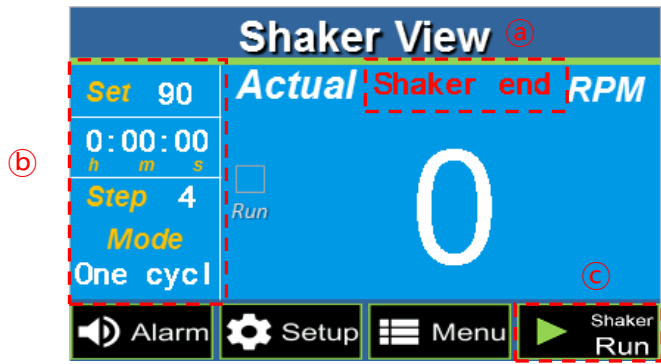 Shaker View ⓐ
Set 90
Actual Shaker end RPM
0:00:00
h m s
ⓑ
Step 4
Run
0
Mode
One cycl
ⓒ
Alarm
Setup
Menu
Shaker
Run